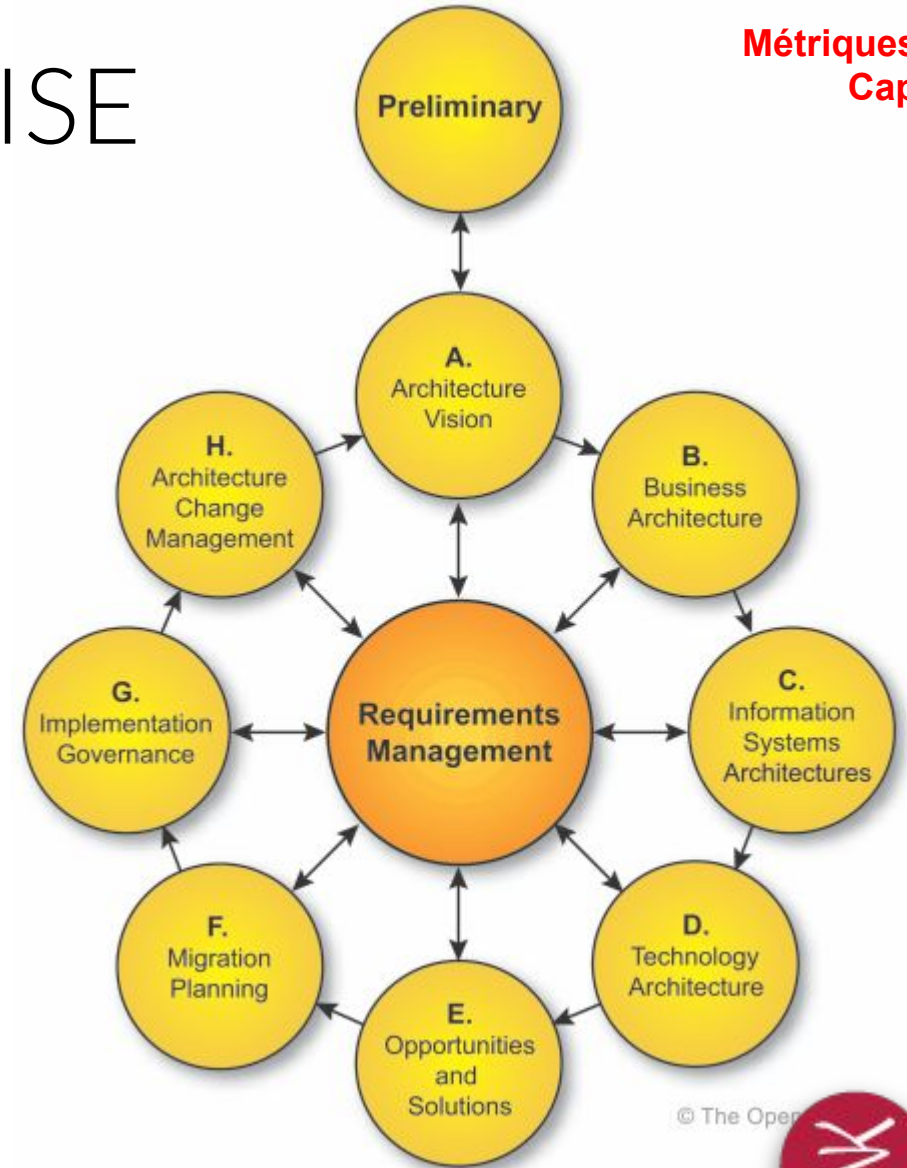 ISE
Métriques
Cap
Preliminary
A.
Architecture
Vision
B.
Business
Architecture
C.
Information
Systems
Architectures
D.
Technology
Architecture
E.
Opportunities
and
Solutions
F.
Migration
Planning
G.
Implementation
Governance
H.
Architecture
Change
Management
Requirements
Management
© The Open